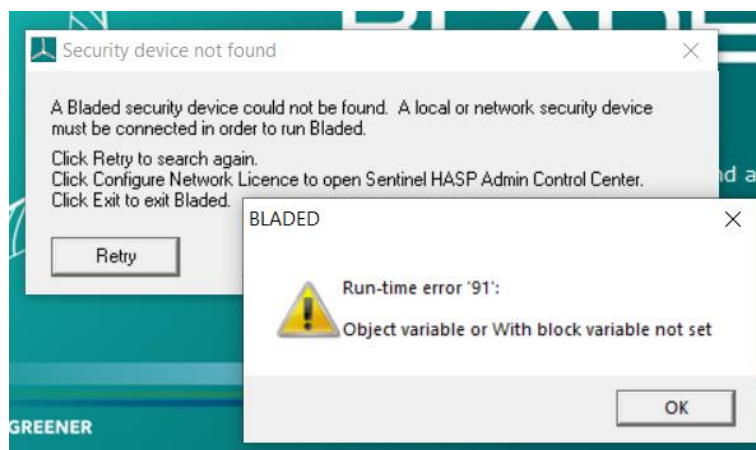 Security device not found
A Bladed security device could not be found. A local or network security device
must be connected in order to run Bladed.
Click Retry to search again.
Click Configure Network Licence to open Sentinel HASP Admin Control Center.
Click Exit to exit Bladed.
Retry
BLADED
Run-time error '91':
Object variable or With block variable not set
OK
GREENER